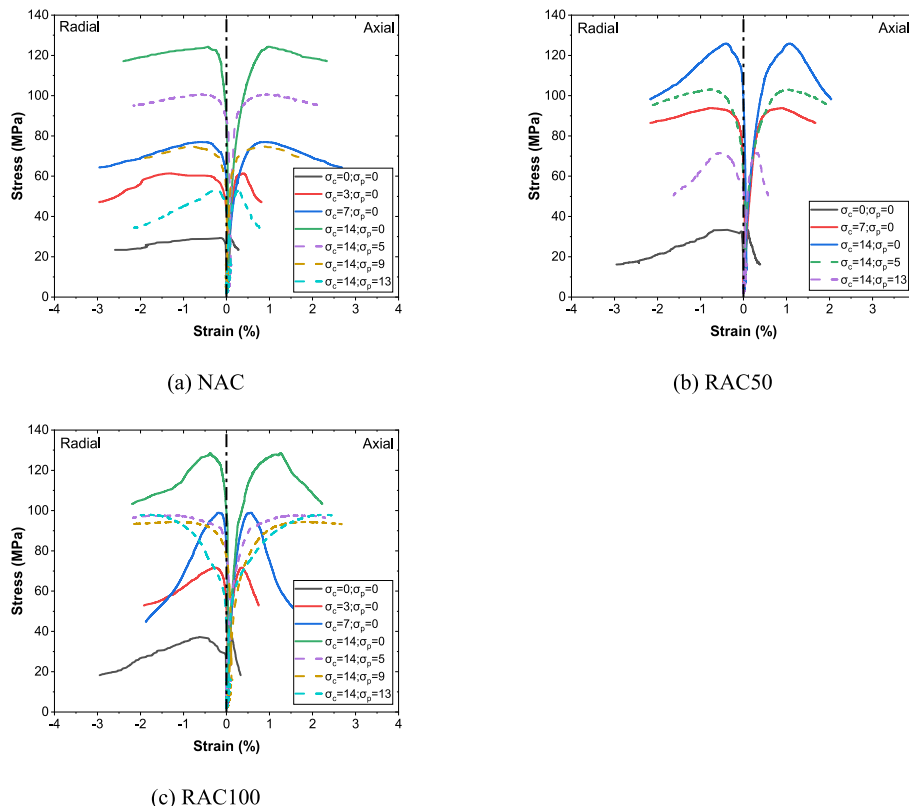 Radial
Axial
140
120
100
80
60
40
20
0
Stress (MPa)
σc=0;σp=0
σc=3;σp=0
σc=7;σp=0
σc=14;σp=0
σc=14;σp=5
σc=14;σp=9
σc=14;σp=13
-4 -3 -2 -1 0 1 2 3 4
Strain (%)
(a) NAC
Radial
Axial
140
120
100
80
60
40
20
0
Stress (MPa)
σc=0;σp=0
σc=7;σp=0
σc=14;σp=0
σc=14;σp=5
σc=14;σp=13
-4 -3 -2 -1 0 1 2 3
Strain (%)
(b) RAC50
Radial
Axial
140
120
100
80
60
40
20
0
Stress (MPa)
σc=0;σp=0
σc=3;σp=0
σc=7;σp=0
σc=14;σp=0
σc=14;σp=5
σc=14;σp=9
σc=14;σp=13
-4 -3 -2 -1 0 1 2 3 4
Strain (%)
(c) RAC100